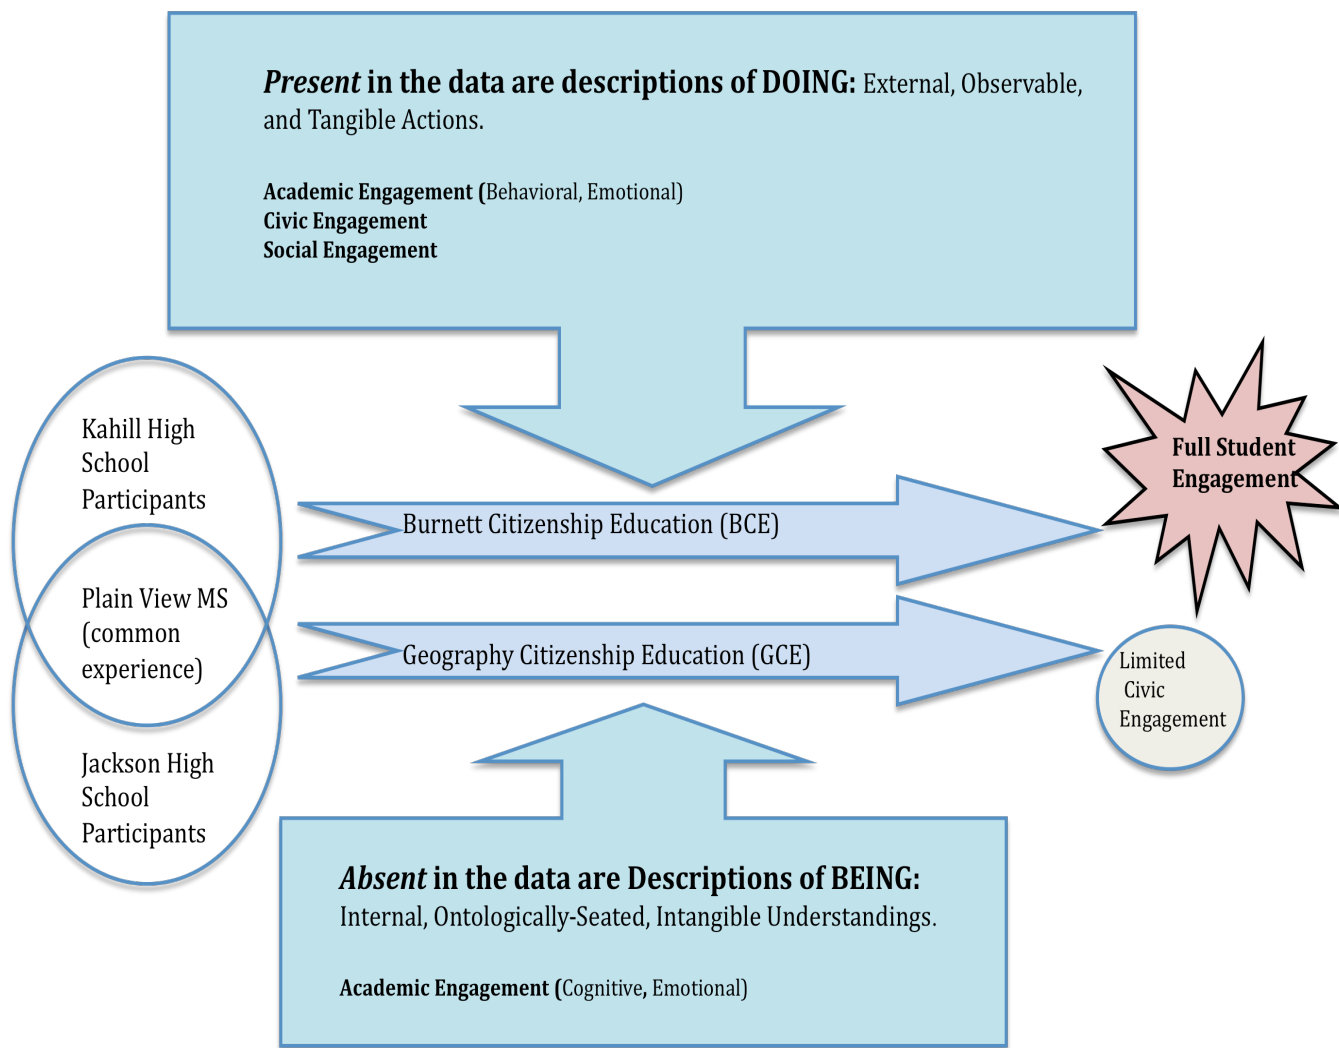 Present in the data are descriptions of DOING: External, Observable,
and Tangible Actions.
Academic Engagement (Behavioral, Emotional)
Civic Engagement
Social Engagement
Kahill High
School
Participants
Plain View MS
(common
experience)
Jackson High
School
Participants
Burnett Citizenship Education (BCE)
Geography Citizenship Education (GCE)
Full Student
Engagement
Limited
Civic
Engagement
Absent in the data are Descriptions of BEING:
Internal, Ontologically-Seated, Intangible Understandings.
Academic Engagement (Cognitive, Emotional)